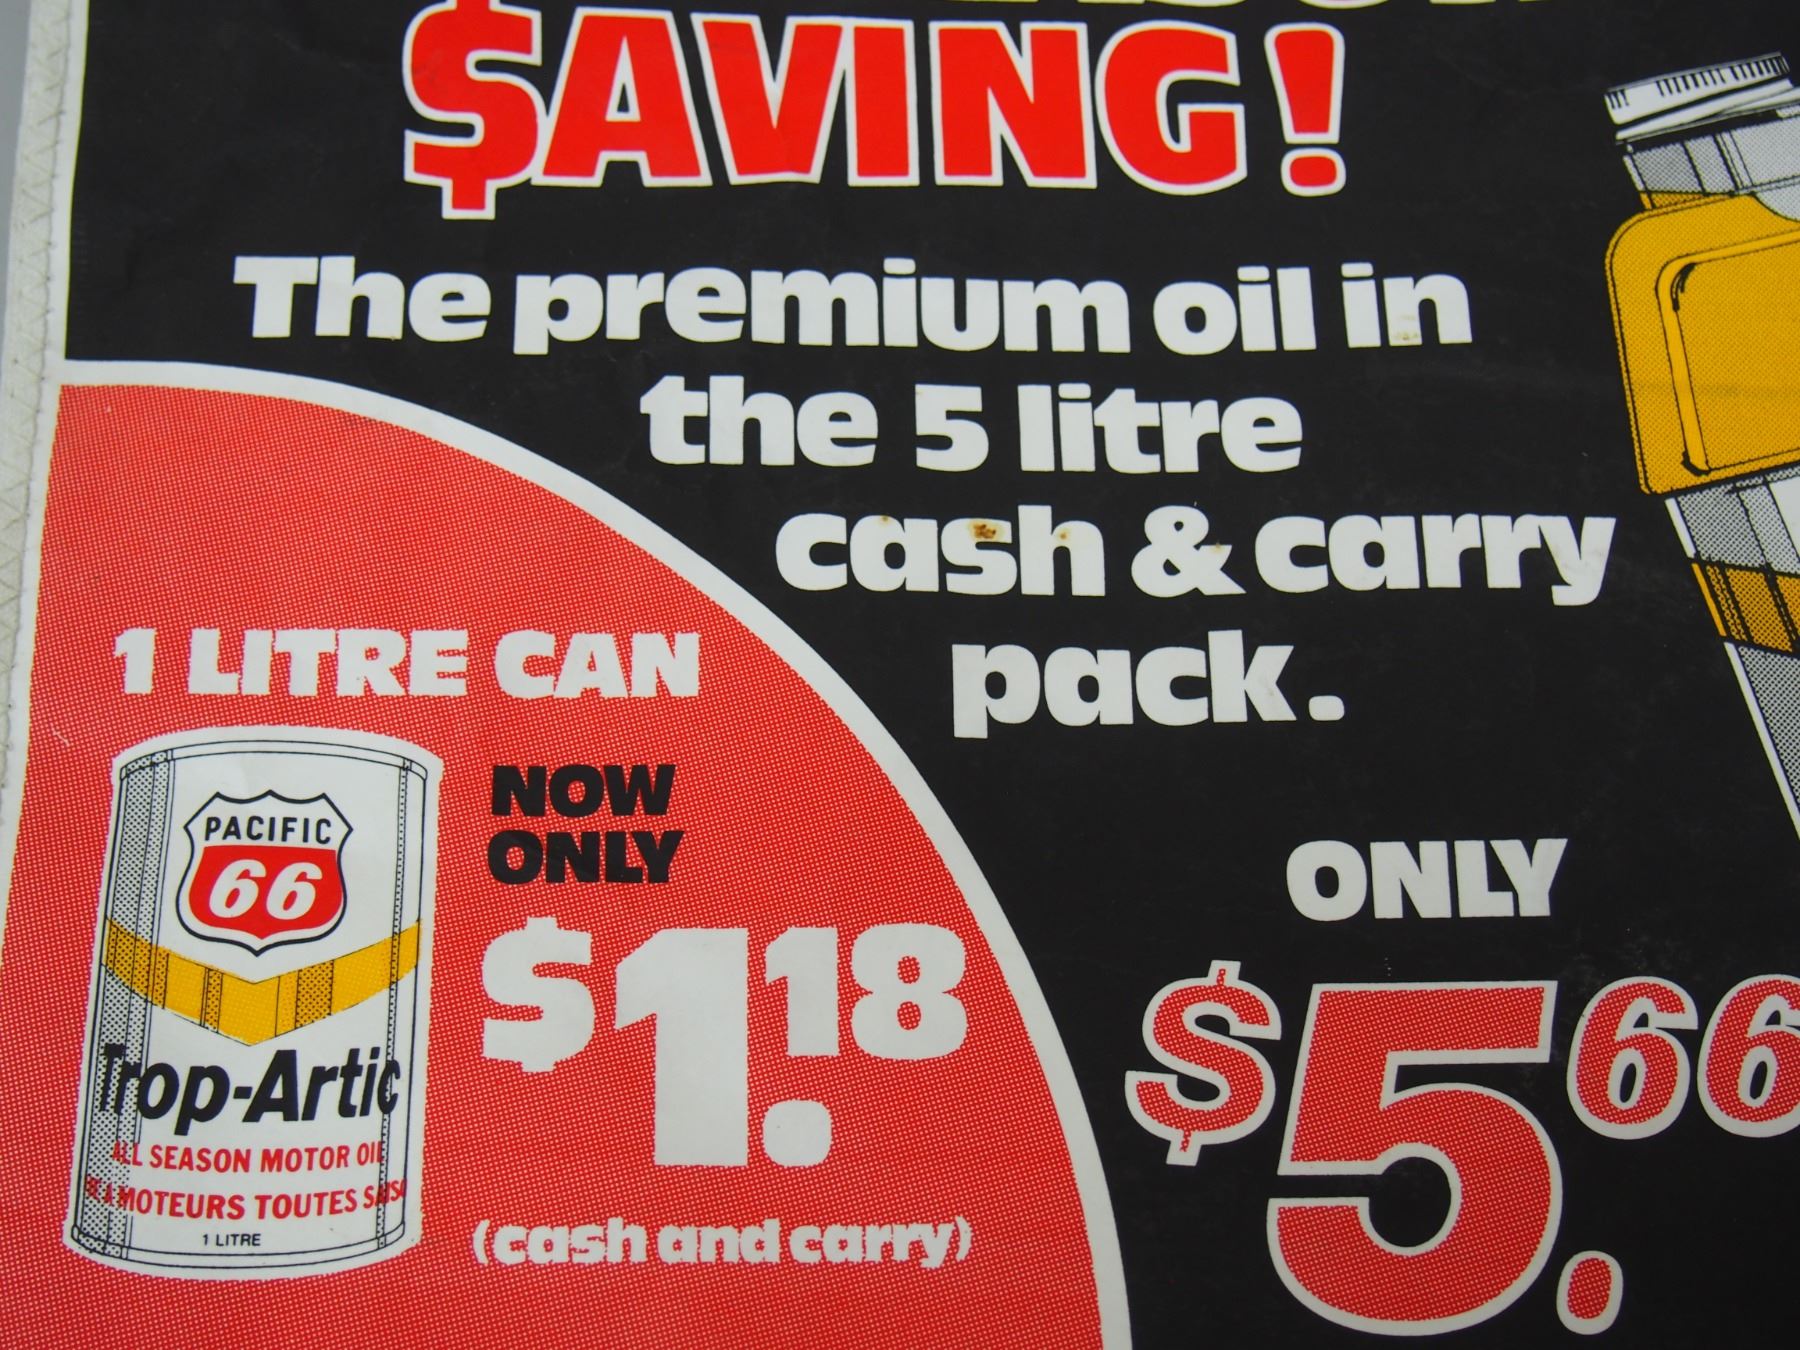 $AVING!
The premium oil in
the 5 litre
cash & carry
pack.
1 LITRE CAN
NOW
ONLY
$1.18
(cash and carry)
PACIFIC
66
Trop-Artic
ALL SEASON MOTOR OIL
MOTEURS TOUTES
1 LITRE
ONLY
$5.66